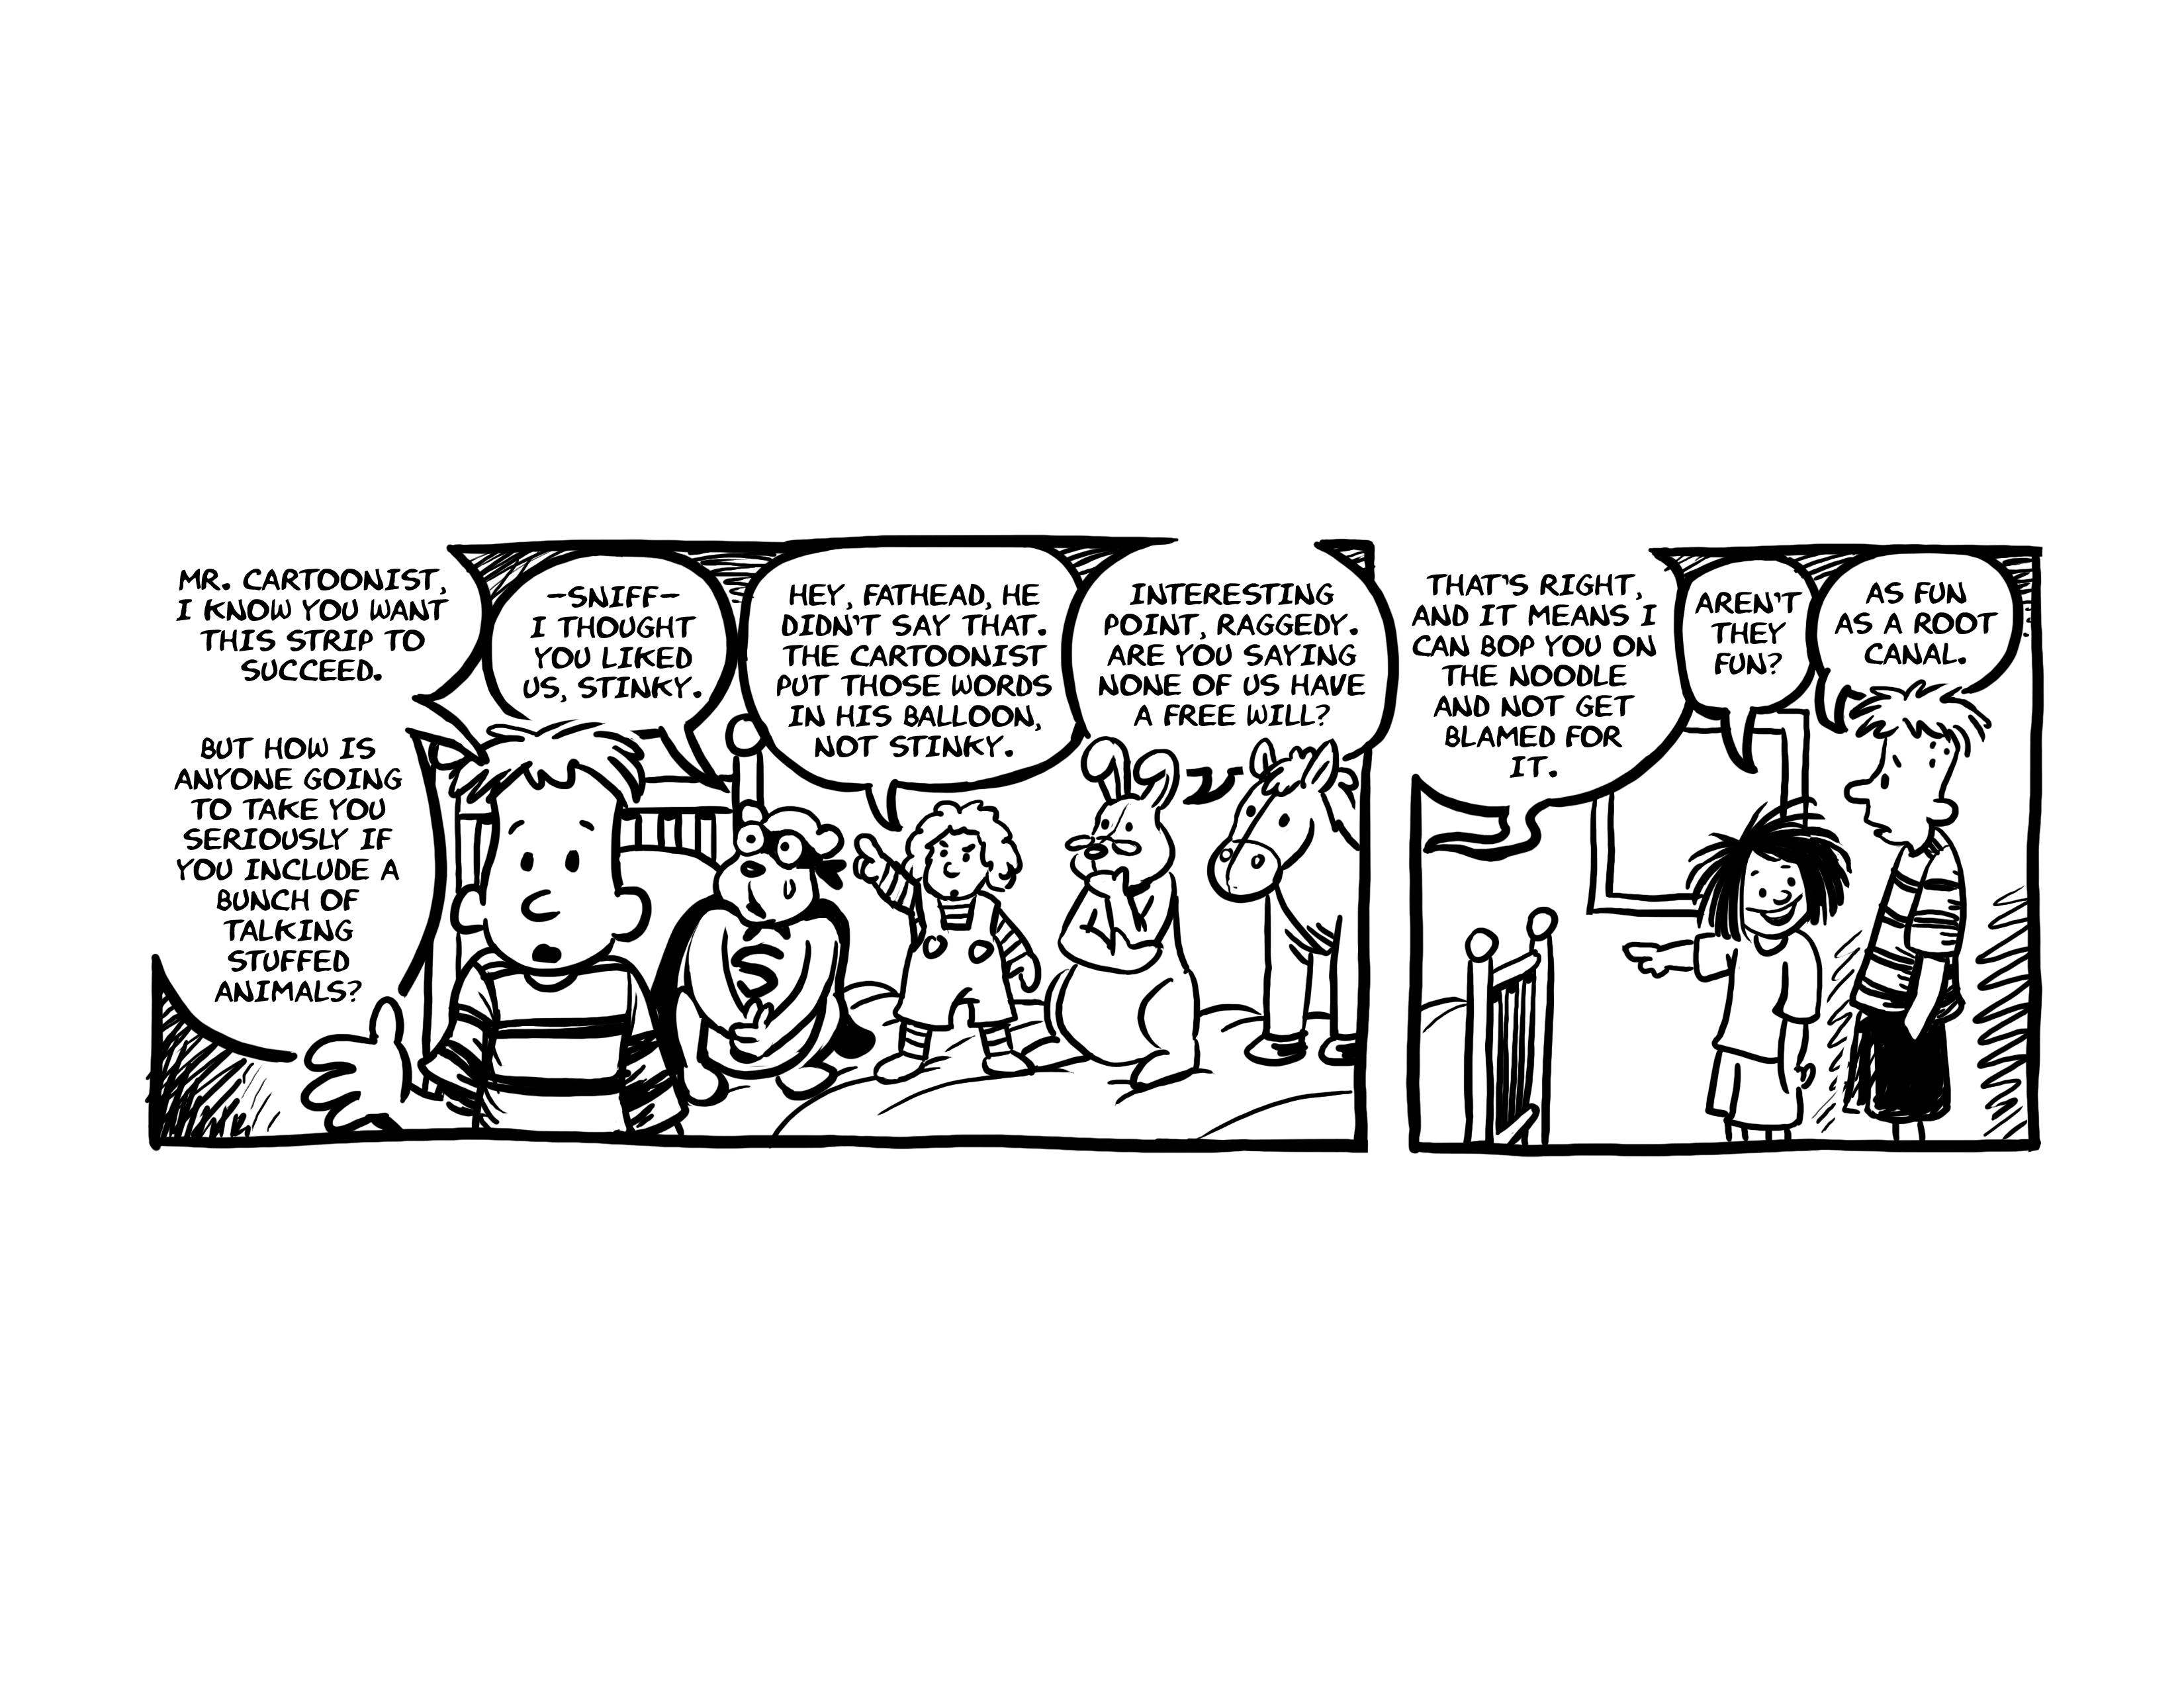 MR. CARTOONIST,
I KNOW YOU WANT
THIS STRIP TO
SUCCEED.
BUT HOW IS
ANYONE GOING
TO TAKE YOU
SERIOUSLY IF
YOU INCLUDE A
BUNCH OF
TALKING
STUFFED
ANIMALS?
—SNIFF—
I THOUGHT
YOU LIKED
US, STINKY.
HEY, FATHEAD, HE
DIDN'T SAY THAT.
THE CARTOONIST
PUT THOSE WORDS
IN HIS BALLOON,
NOT STINKY.
INTERESTING
POINT, RAGGEDY.
ARE YOU SAYING
NONE OF US HAVE
A FREE WILL?
THAT'S RIGHT,
AND IT MEANS I
CAN BOP YOU ON
THE NOODLE
AND NOT GET
BLAMED FOR
IT.
AREN'T
THEY
FUN?
AS FUN
AS A ROOT
CANAL.